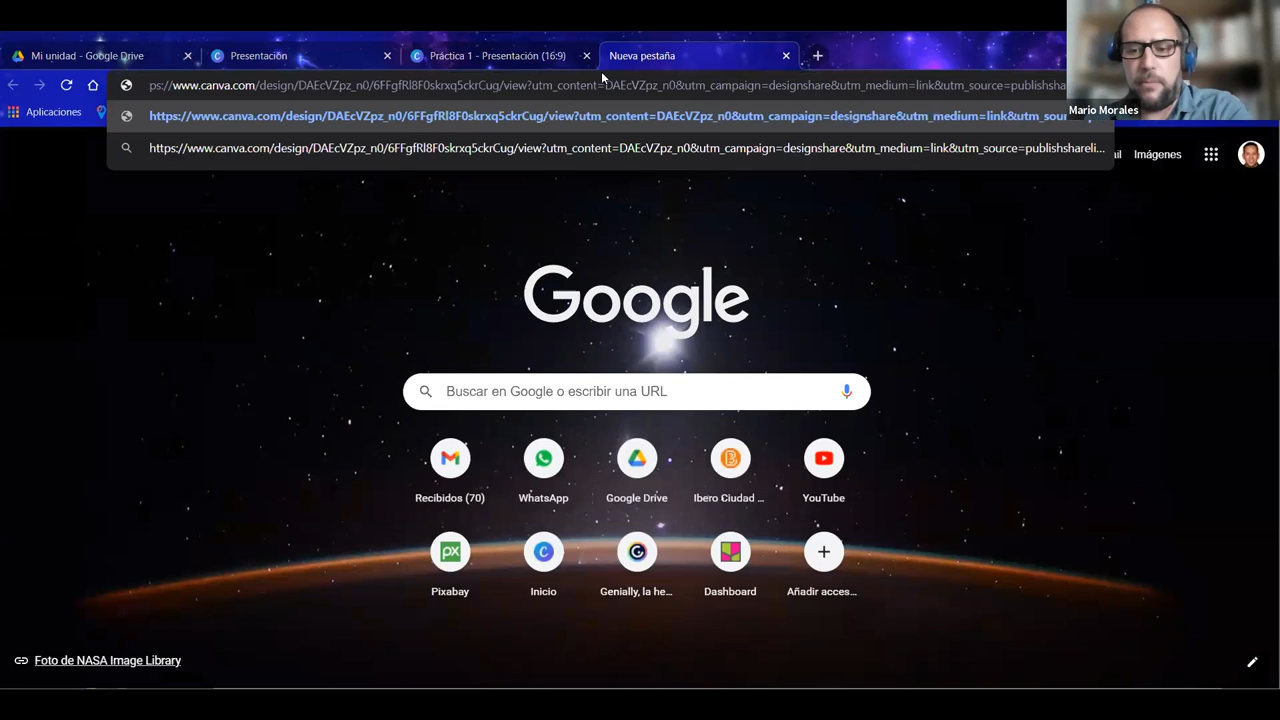 Mi unidad - Google Drive
Presentación
Práctica 1 - Presentación (16:9)
Nueva pestaña
ps://www.canva.com/design/DAEcVZpz_n0/6FFgfRl8F0skrxq5ckrCug/view?utm_content=DAEcVZpz_n0&utm_campaign=designshare&utm_medium=link&utm_source=publishsha
Aplicaciones
https://www.canva.com/design/DAEcVZpz_n0/6FFgfRl8F0skrxq5ckrCug/view?utm_content=DAEcVZpz_n0&utm_campaign=designshare&utm_medium=link&utm_sour
Mario Morales
https://www.canva.com/design/DAEcVZpz_n0/6FFgfRl8F0skrxq5ckrCug/view?utm_content=DAEcVZpz_n0&utm_campaign=designshare&utm_medium=link&utm_source=publishshareli...
ail
Imágenes
Google
Buscar en Google o escribir una URL
Recibidos (70)
WhatsApp
Google Drive
Ibero Ciudad ...
YouTube
Pixabay
Inicio
Genially, la he...
Dashboard
Añadir acces...
Foto de NASA Image Library